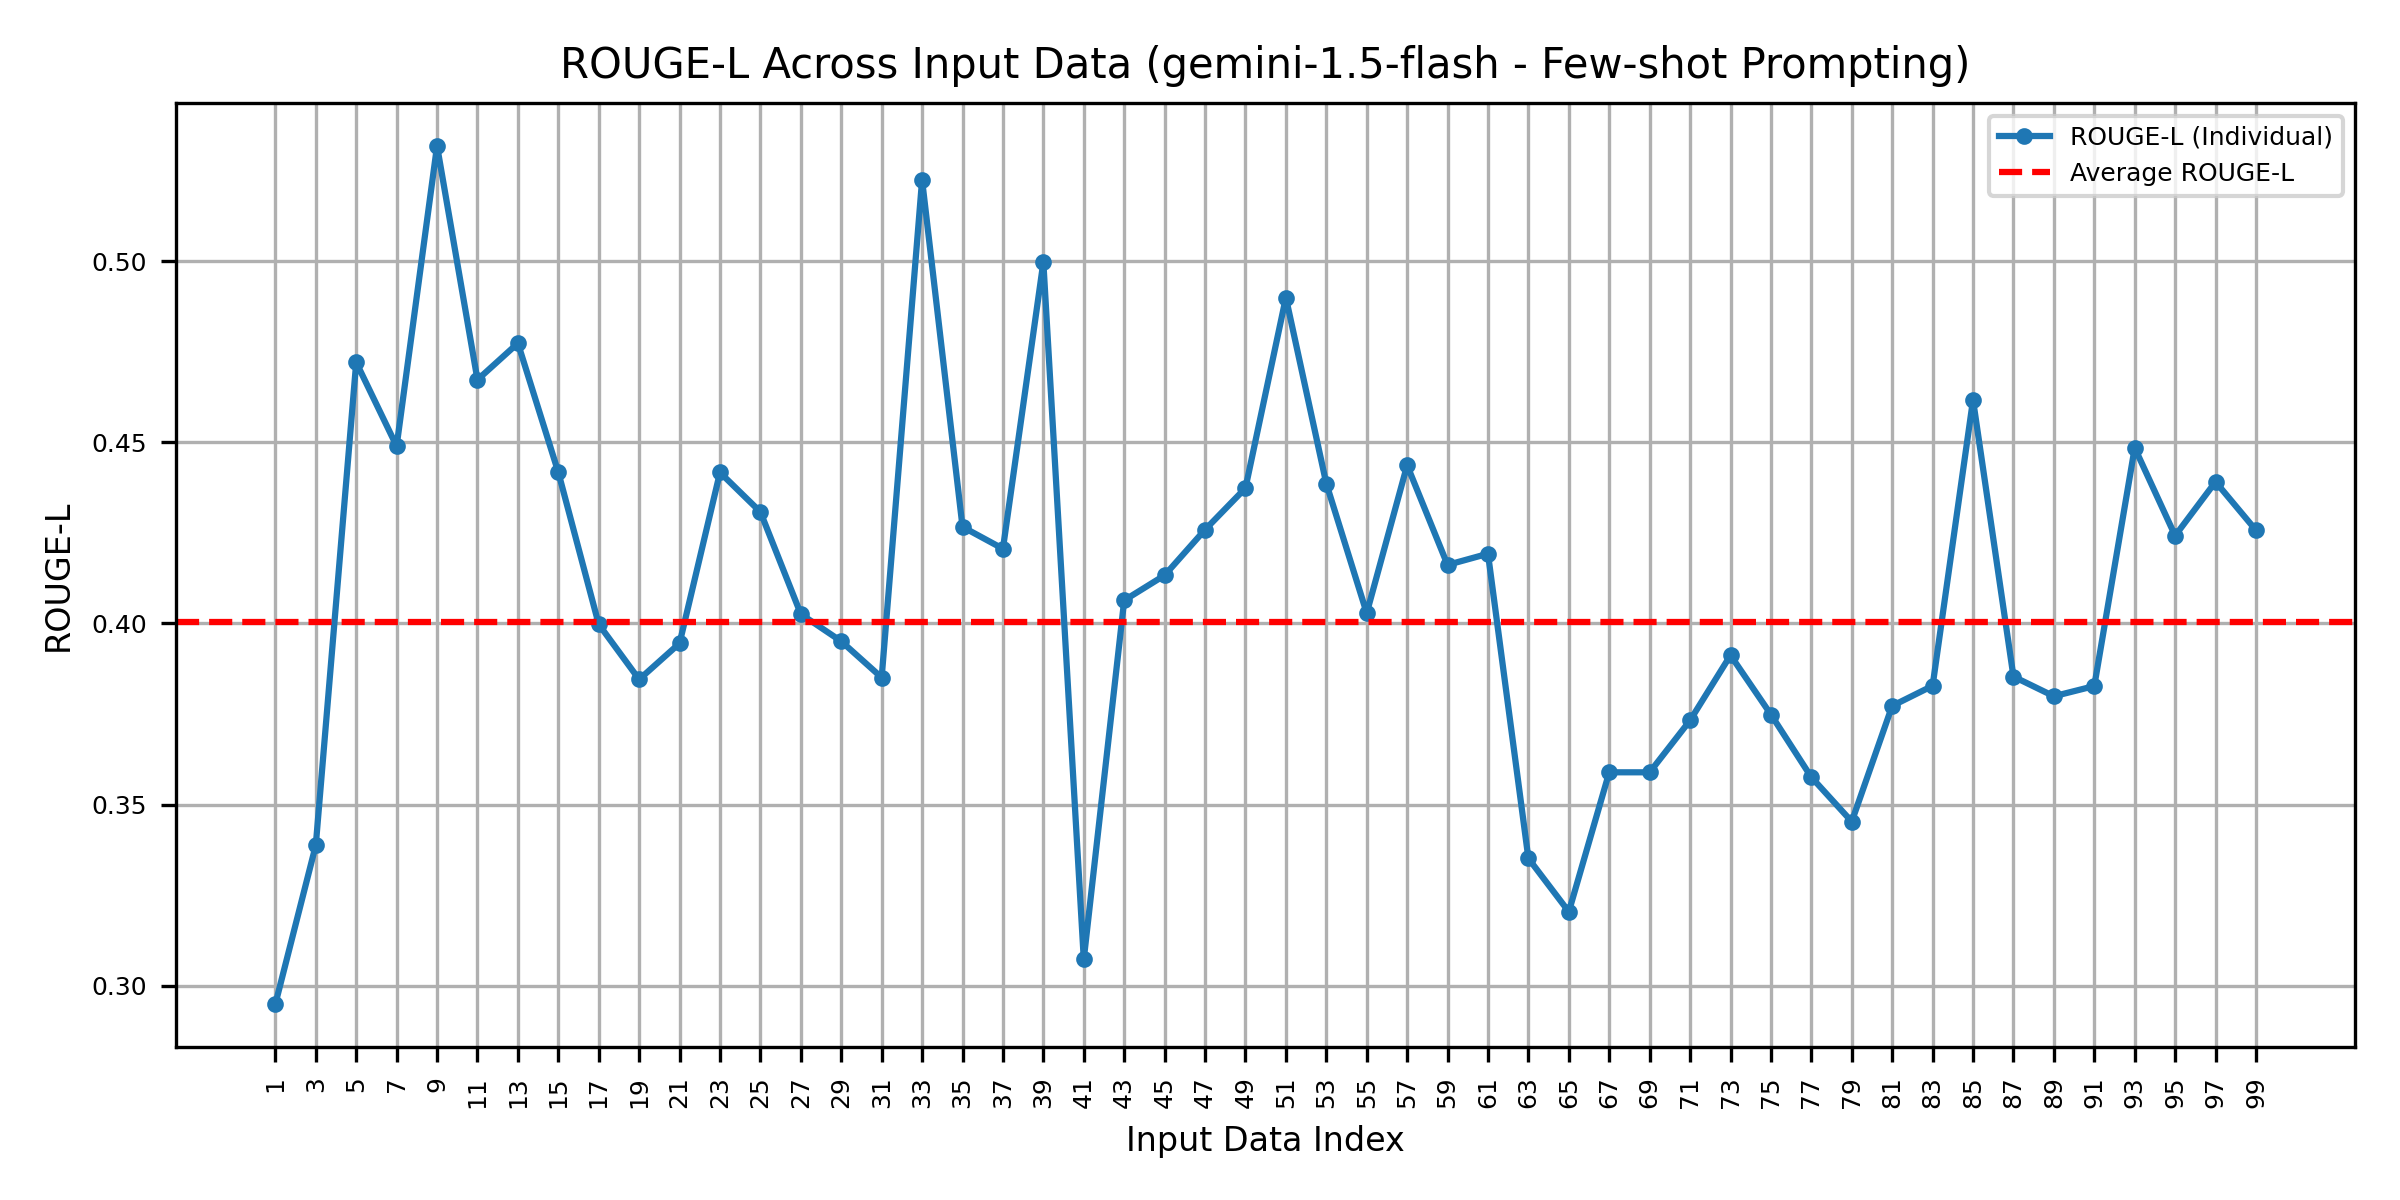 ROUGE-L Across Input Data (gemini-1.5-flash - Few-shot Prompting)
ROUGE-L (Individual)
Average ROUGE-L
ROUGE-L
0.50
0.45
0.40
0.35
0.30
1 3 5 7 9 11 13 15 17 19 21 23 25 27 29 31 33 35 37 39 41 43 45 47 49 51 53 55 57 59 61 63 65 67 69 71 73 75 77 79 81 83 85 87 89 91 93 95 97 99
Input Data Index